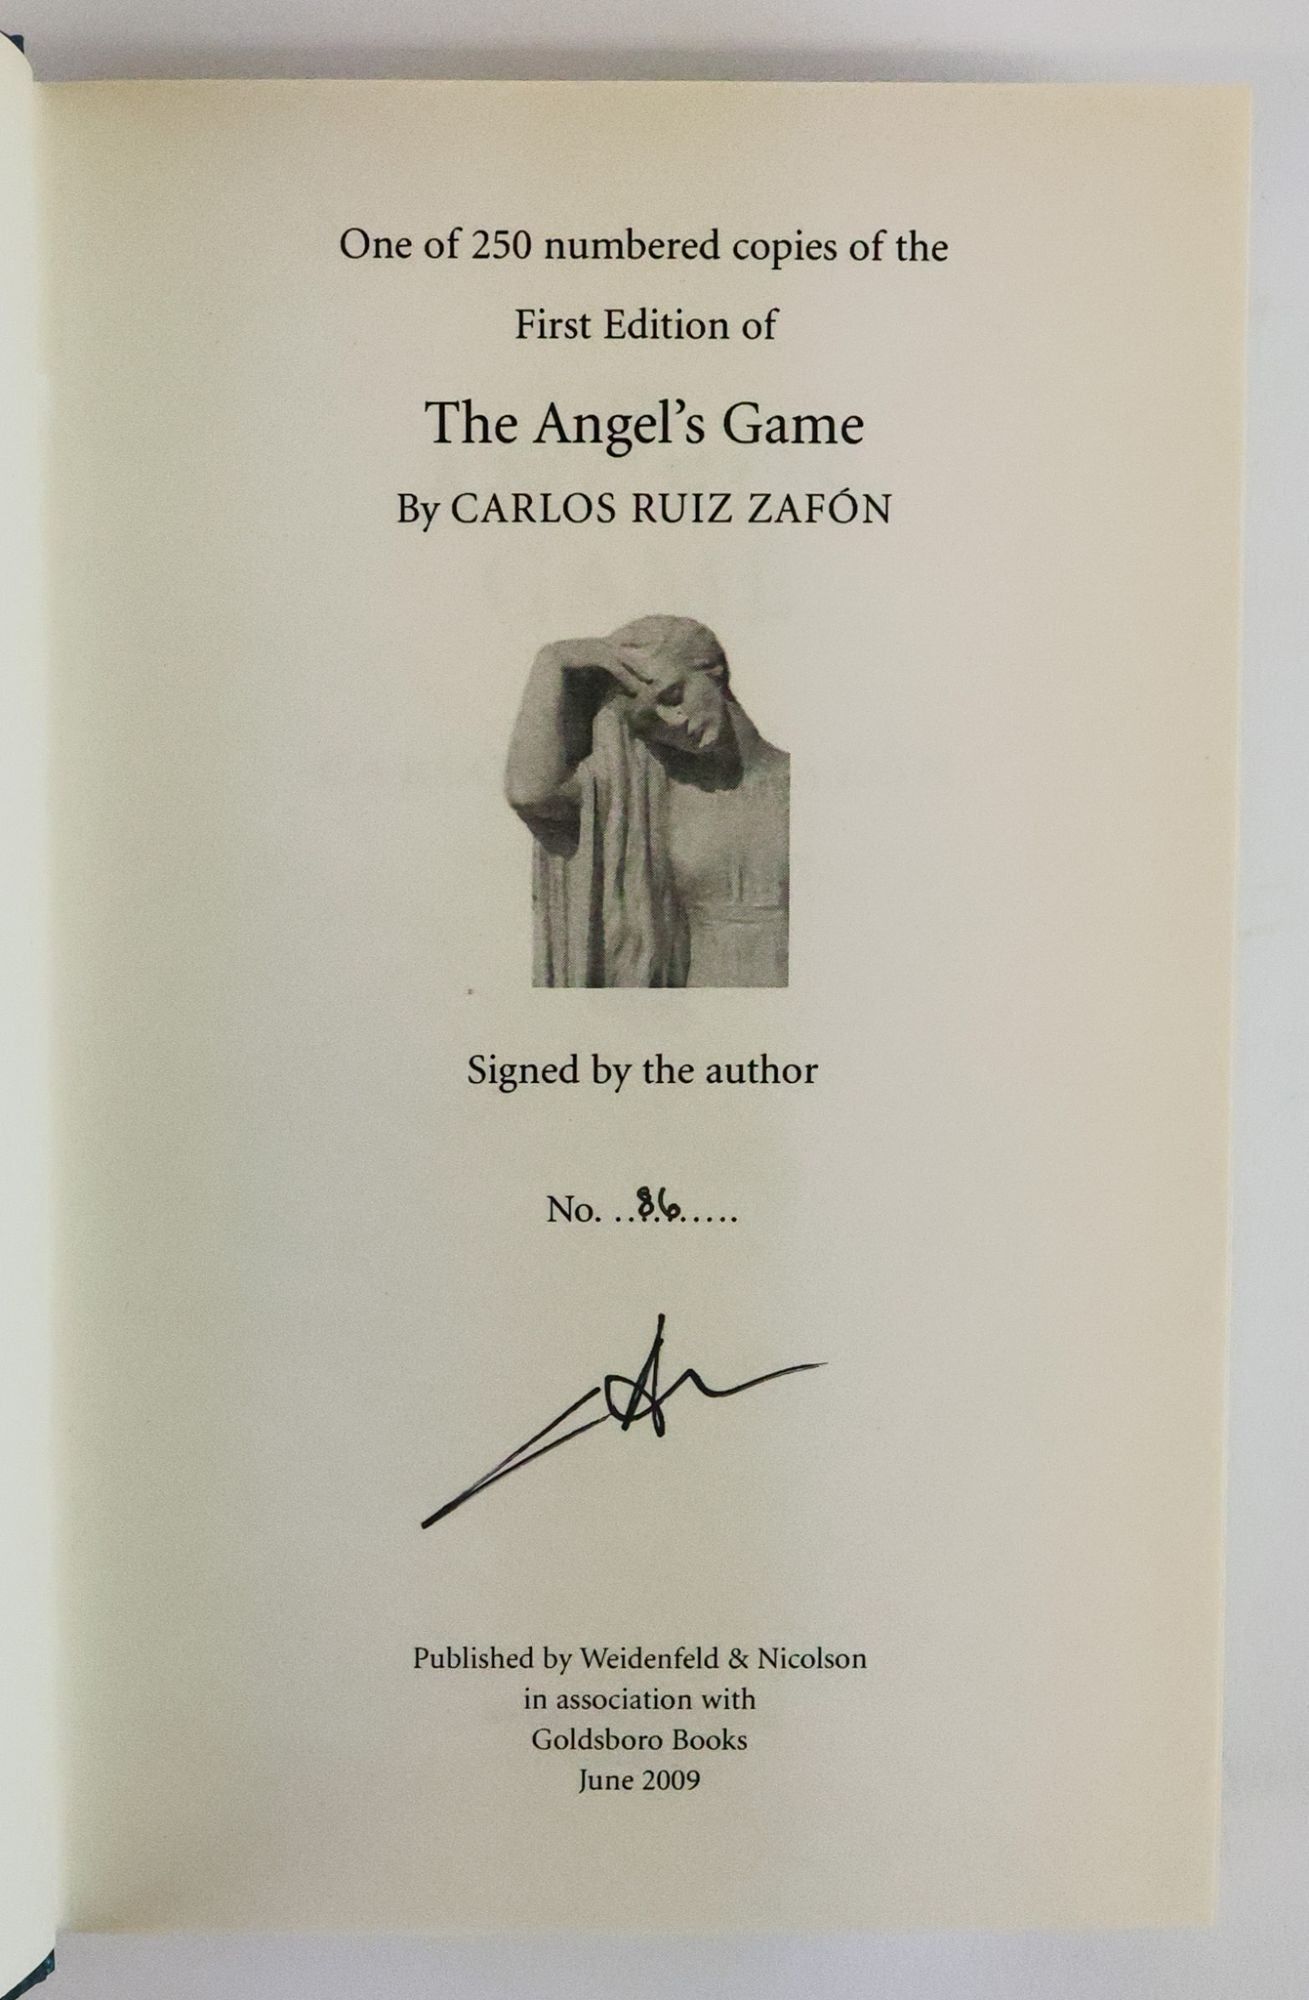 One of 250 numbered copies of the
First Edition of
The Angel's Game
By CARLOS RUIZ ZAFÓN
Signed by the author
No. ..86.....
Published by Weidenfeld & Nicolson
in association with
Goldsboro Books
June 2009